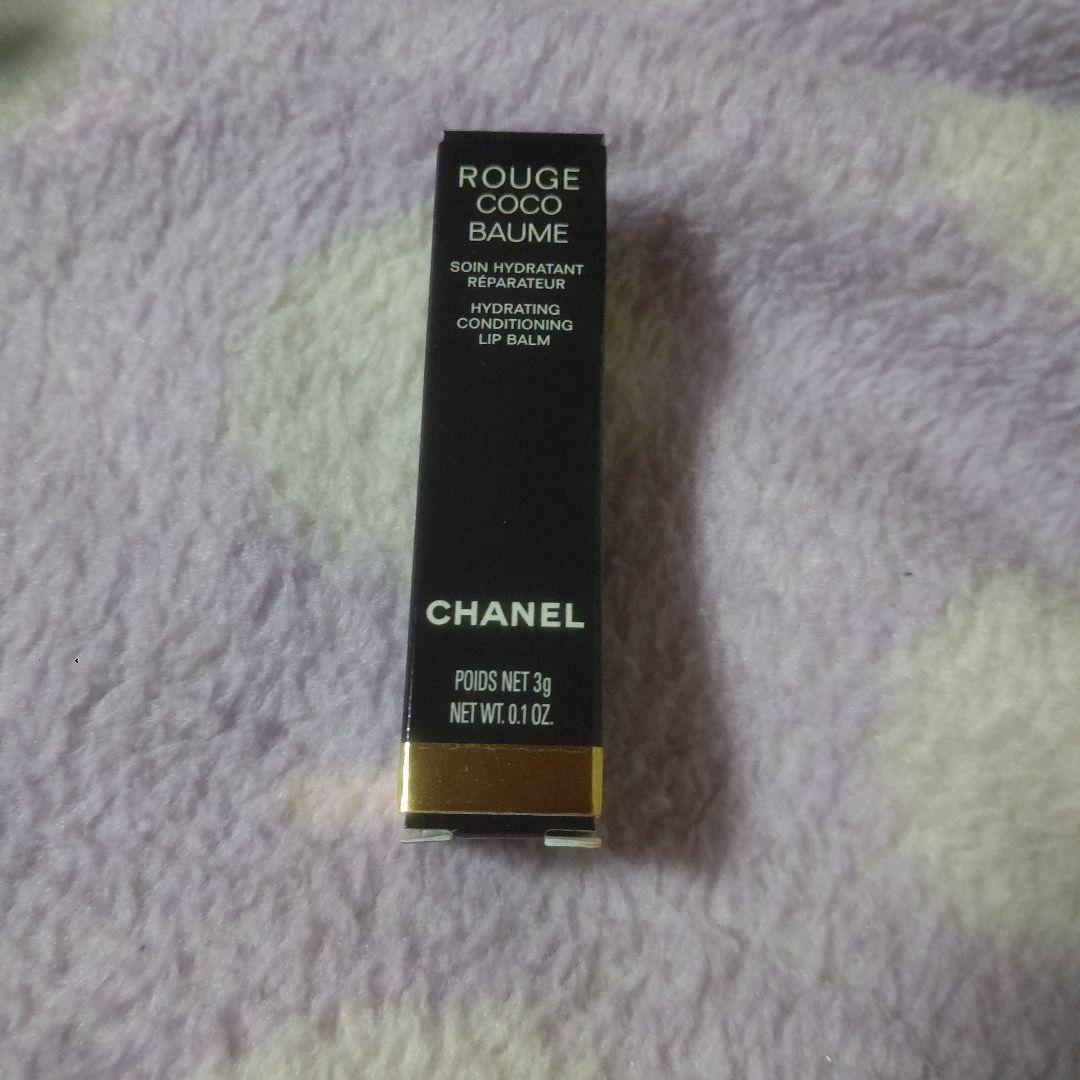 ROUGE
COCO
BAUME
SOIN HYDRATANT
RÉPARATEUR
HYDRATING
CONDITIONING
LIP BALM
CHANEL
POIDS NET 3g
NET WT. 0.1 OZ.